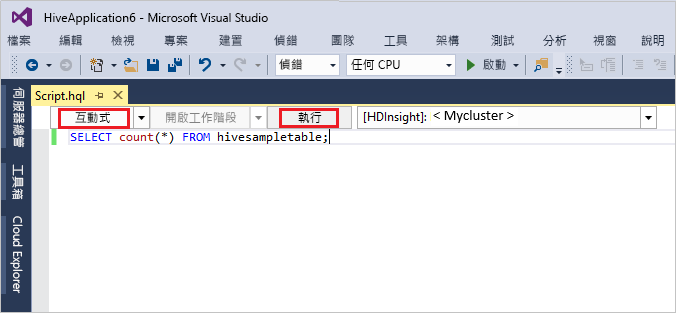 HiveApplication6 - Microsoft Visual Studio
檔案 編輯 檢視 專案 建置 偵錯 團隊 工具 架構 測試 分析 視窗 說明
偵錯 任何 CPU 啟動
Script.hql
互動式 開啟工作階段 執行 [HDInsight]: < Mycluster >
SELECT count(*) FROM hivesampletable;
伺服器總管
工具箱
Cloud Explorer